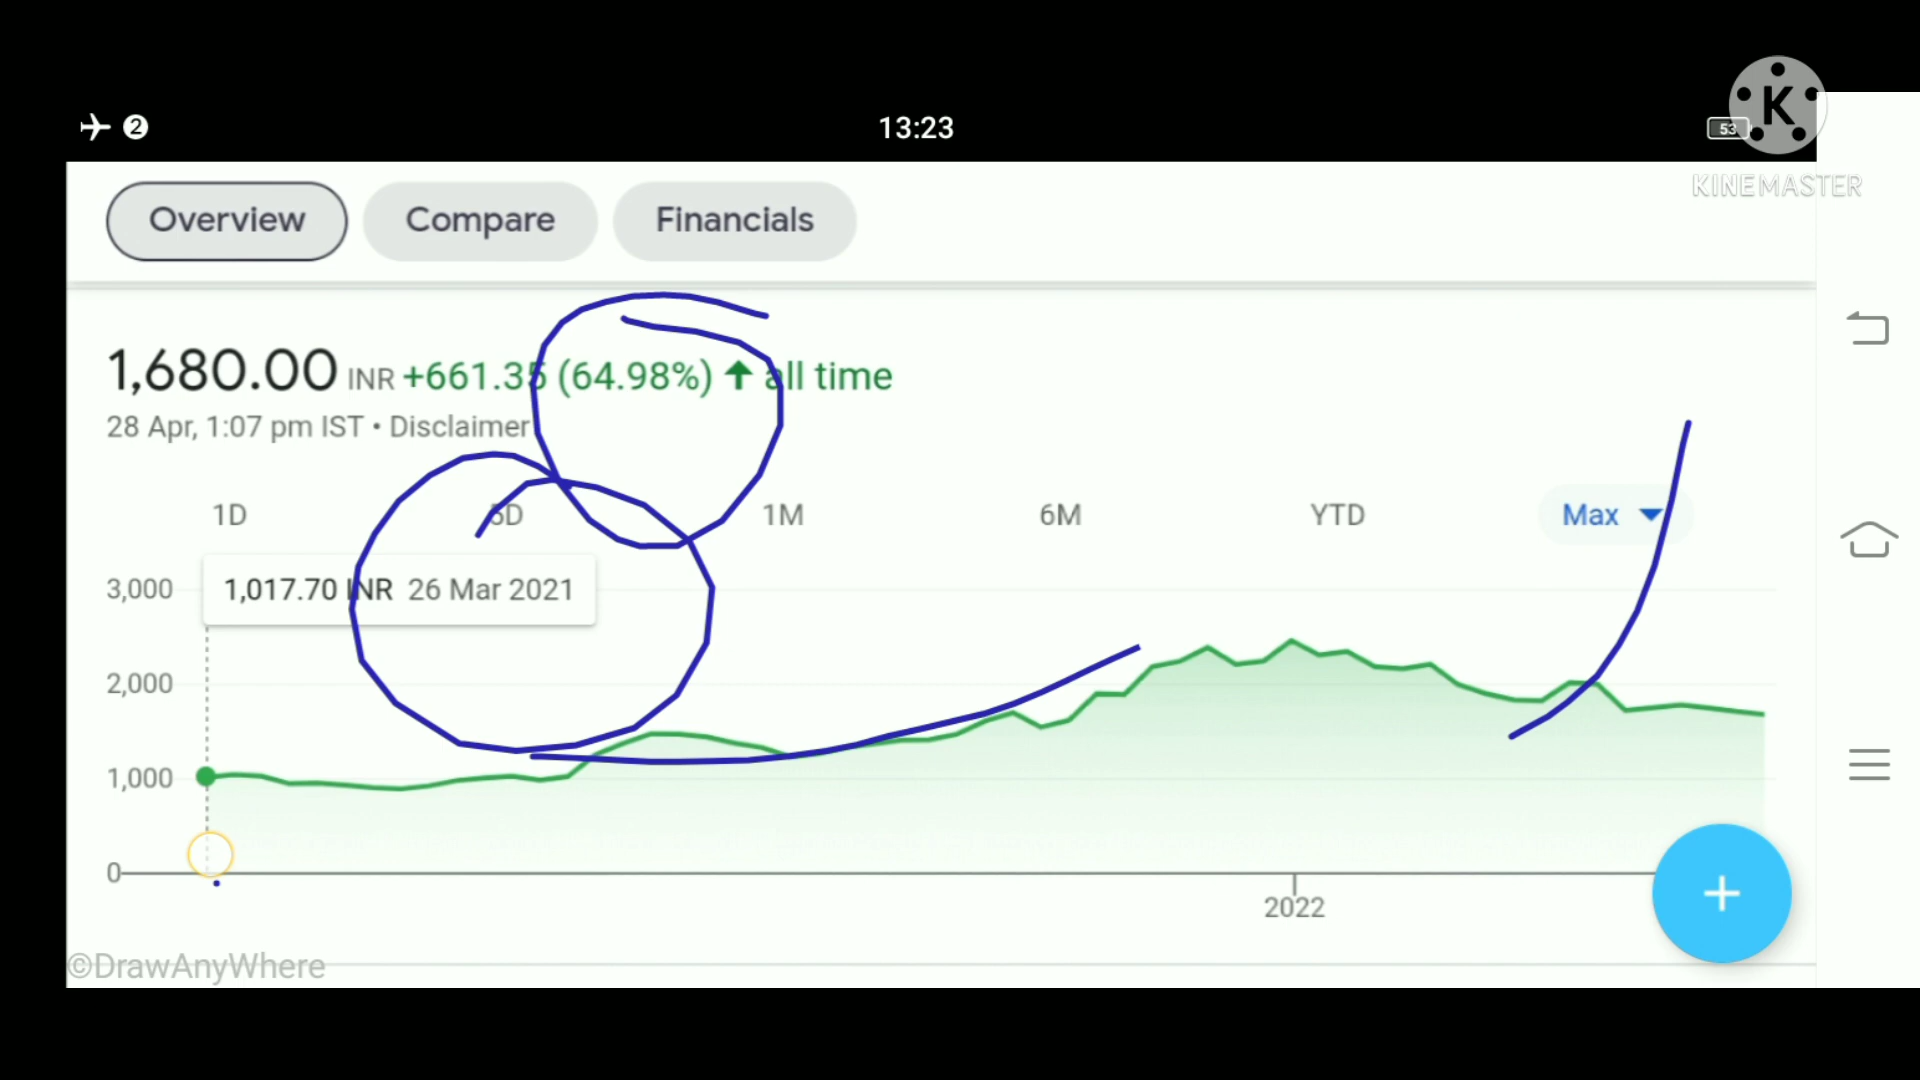 2 13:23 53
K
KINEMASTER
Overview Compare Financials
1,680.00 INR +661.35 (64.98%) ↑ all time
28 Apr, 1:07 pm IST • Disclaimer
1D 5D 1M 6M YTD Max
1,017.70 INR 26 Mar 2021
3,000
2,000
1,000
0
2022
©DrawAnyWhere